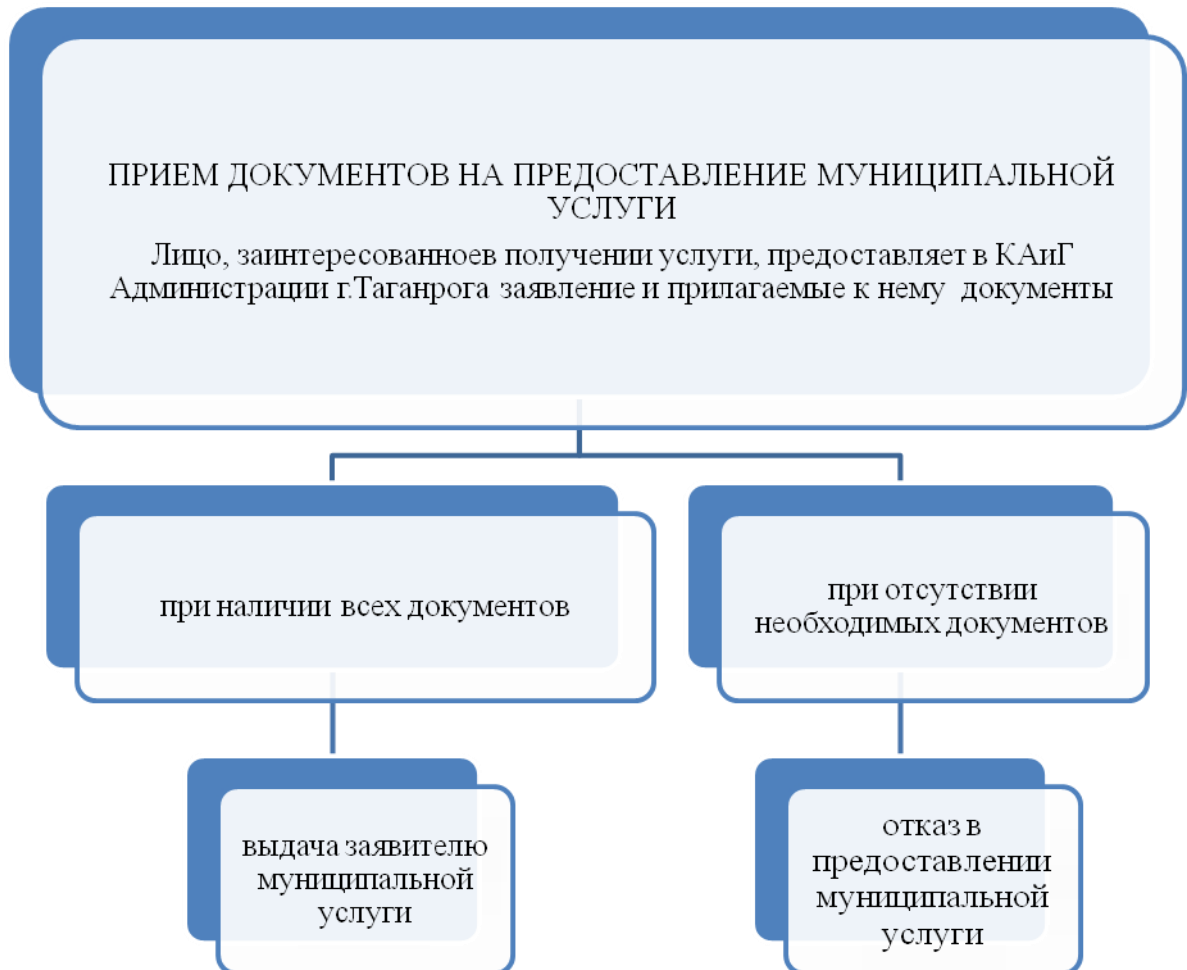 ПРИЕМ ДОКУМЕНТОВ НА ПРЕДОСТАВЛЕНИЕ МУНИЦИПАЛЬНОЙ
УСЛУГИ
Лицо, заинтересованноев получении услуги, предоставляет в КАиГ
Администрации г.Таганрога заявление и прилагаемые к нему документы
при наличии всех документов
при отсутствии
необходимых документов
выдача заявителю
муниципальной
услуги
отказ в
предоставлении
муниципальной
услуги